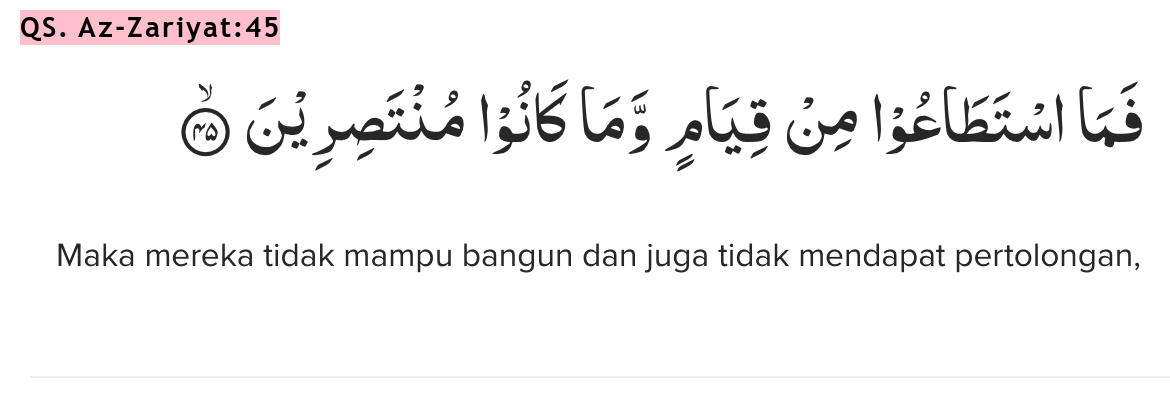 QS. Az-Zariyat:45
فَمَا اسْتَطَاعُوْا مِنْ قِيَامٍ وَّمَا كَانُوْا مُنْتَصِرِيْنَۙ ۝٤٥
Maka mereka tidak mampu bangun dan juga tidak mendapat pertolongan,